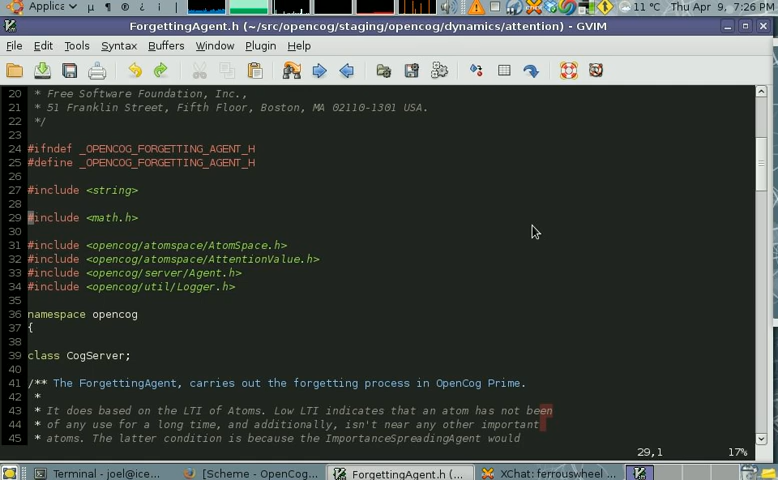 Applica
11 °C Thu Apr 9, 7:26 PM
ForgettingAgent.h (~/src/opencog/staging/opencog/dynamics/attention) - GVIM
File Edit Tools Syntax Buffers Window Plugin Help
20 * Free Software Foundation, Inc.,
21 * 51 Franklin Street, Fifth Floor, Boston, MA 02110-1301 USA.
22 */
23
24 #ifndef _OPENCOG_FORGETTING_AGENT_H
25 #define _OPENCOG_FORGETTING_AGENT_H
26
27 #include <string>
28
29 #include <math.h>
30
31 #include <opencog/atomspace/AtomSpace.h>
32 #include <opencog/atomspace/AttentionValue.h>
33 #include <opencog/server/Agent.h>
34 #include <opencog/util/Logger.h>
35
36 namespace opencog
37 {
38
39 class CogServer;
40
41 /** The ForgettingAgent, carries out the forgetting process in OpenCog Prime.
42 *
43 * It does based on the LTI of Atoms. Low LTI indicates that an atom has not been
44 * of any use for a long time, and additionally, isn't near any other important
45 * atoms. The latter condition is because the ImportanceSpreadingAgent would
29,1 17%
Terminal - joel@ice... [Scheme - OpenCog... ForgettingAgent.h (... XChat: ferrouswheel ...